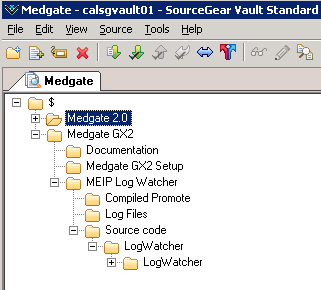 Medgate - calsgvault01 - SourceGear Vault Standard
File Edit View Source Tools Help
Medgate
$
Medgate 2.0
Medgate GX2
Documentation
Medgate GX2 Setup
MEIP Log Watcher
Compiled Promote
Log Files
Source code
LogWatcher
LogWatcher